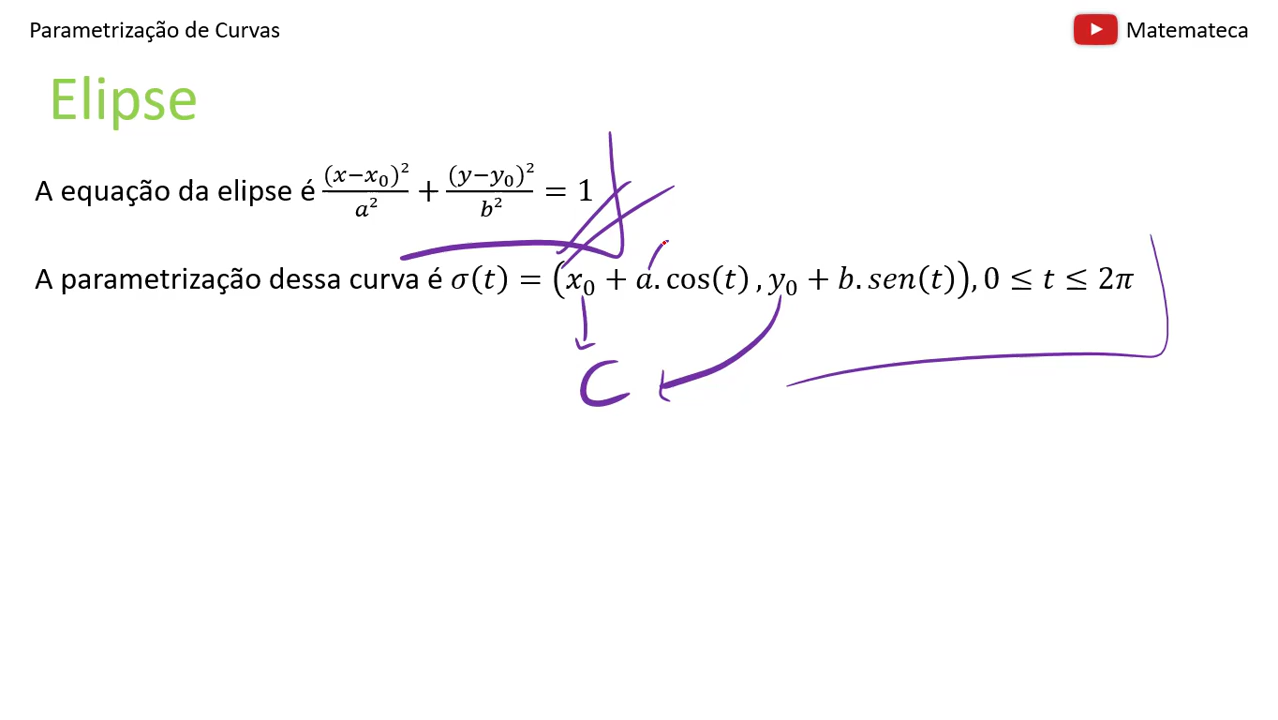 Parametrização de Curvas
Matemateca
Elipse
A equação da elipse é (x−x₀)²/a² + (y−y₀)²/b² = 1
A parametrização dessa curva é σ(t) = (x₀ + a. cos(t) , y₀ + b. sen(t)), 0 ≤ t ≤ 2π
C